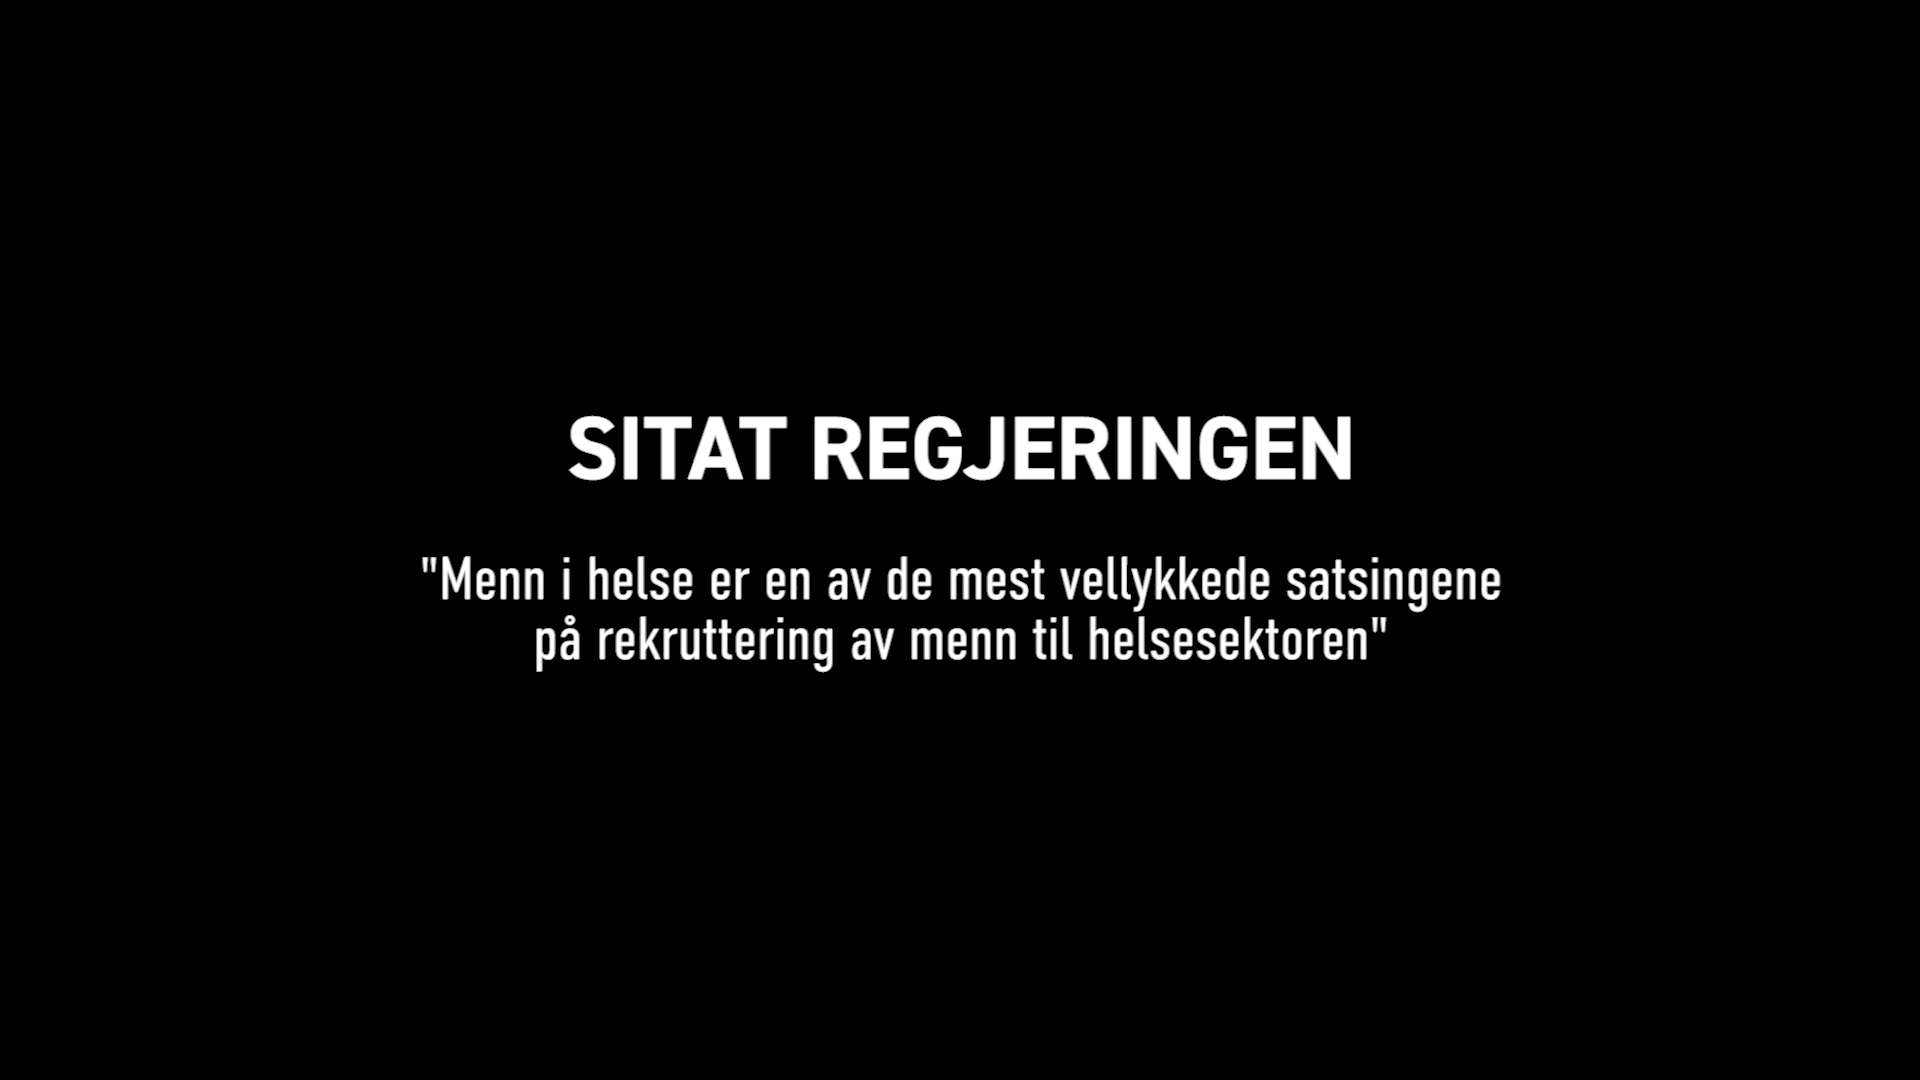 SITAT REGJERINGEN
"Menn i helse er en av de mest vellykkede satsingene
på rekruttering av menn til helsesektoren"